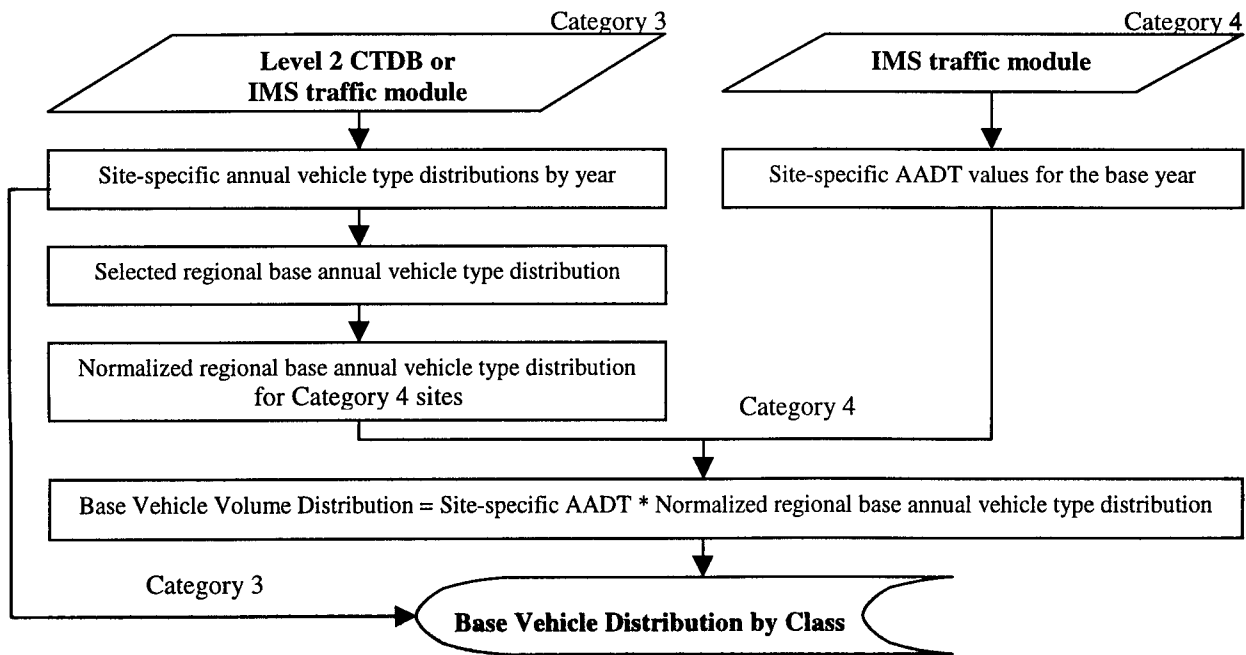 Category 3
Category 4
Level 2 CTDB or
IMS traffic module
IMS traffic module
Site-specific annual vehicle type distributions by year
Site-specific AADT values for the base year
Selected regional base annual vehicle type distribution
Normalized regional base annual vehicle type distribution
for Category 4 sites
Category 4
Base Vehicle Volume Distribution = Site-specific AADT * Normalized regional base annual vehicle type distribution
Category 3
Base Vehicle Distribution by Class